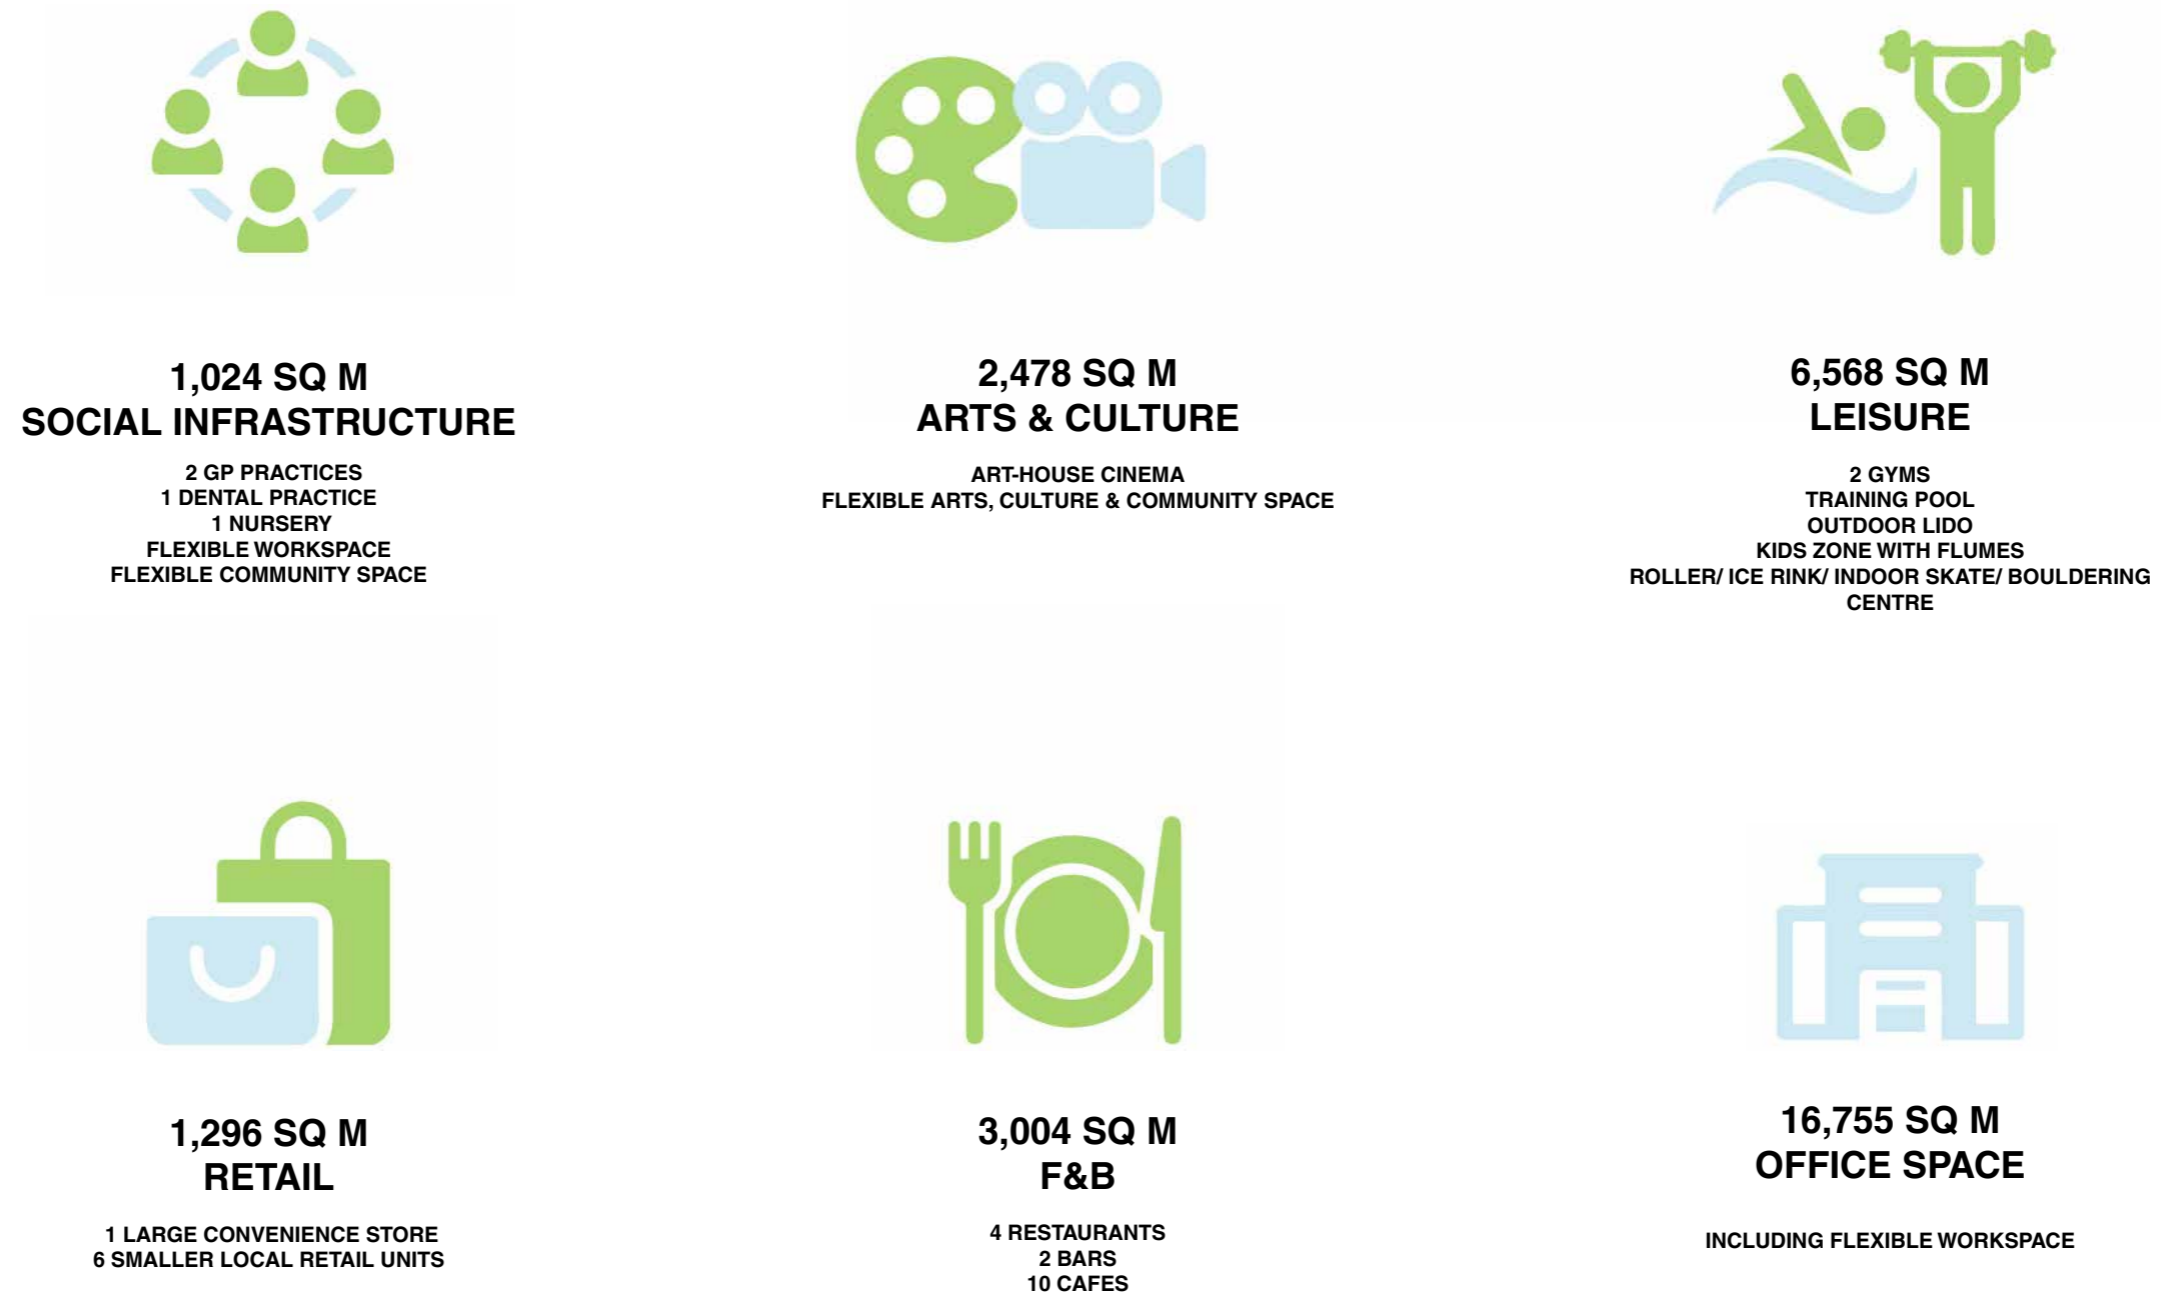 1,024 SQ M
SOCIAL INFRASTRUCTURE
2 GP PRACTICES
1 DENTAL PRACTICE
1 NURSERY
FLEXIBLE WORKSPACE
FLEXIBLE COMMUNITY SPACE
2,478 SQ M
ARTS & CULTURE
ART-HOUSE CINEMA
FLEXIBLE ARTS, CULTURE & COMMUNITY SPACE
6,568 SQ M
LEISURE
2 GYMS
TRAINING POOL
OUTDOOR LIDO
KIDS ZONE WITH FLUMES
ROLLER/ ICE RINK/ INDOOR SKATE/ BOULDERING
CENTRE
1,296 SQ M
RETAIL
1 LARGE CONVENIENCE STORE
6 SMALLER LOCAL RETAIL UNITS
3,004 SQ M
F&B
4 RESTAURANTS
2 BARS
10 CAFES
16,755 SQ M
OFFICE SPACE
INCLUDING FLEXIBLE WORKSPACE